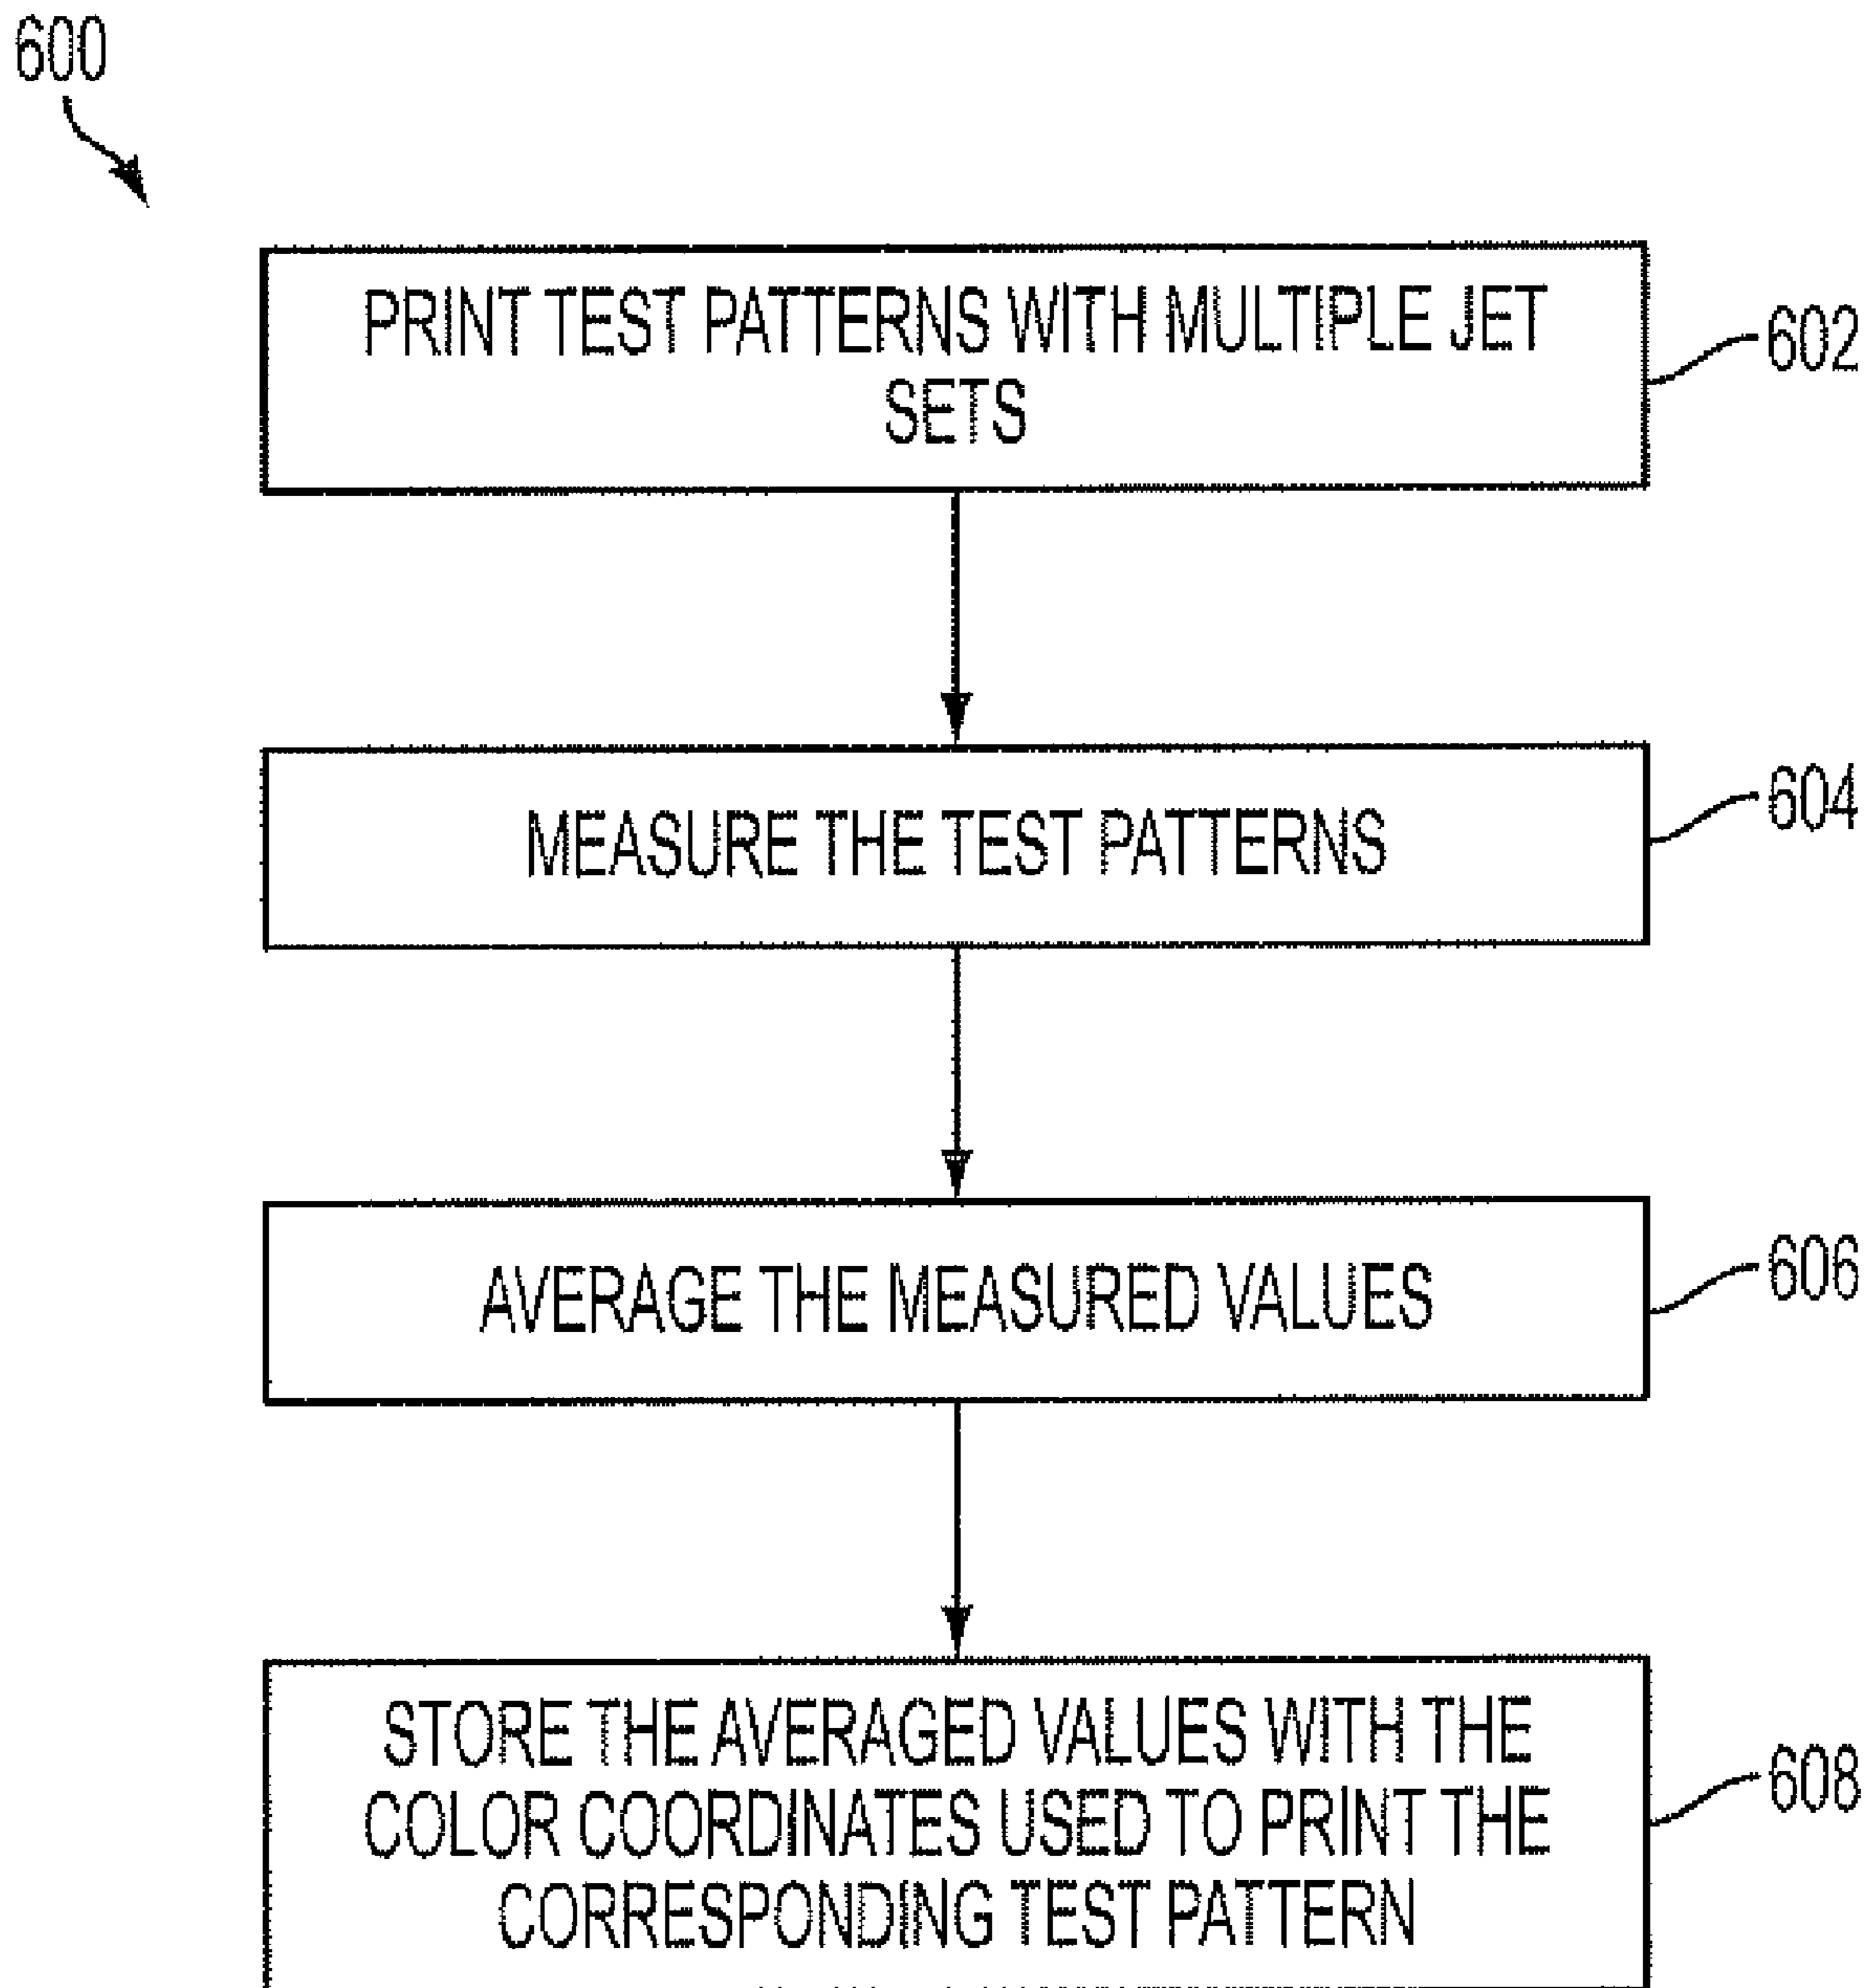 600
PRINT TEST PATTERNS WITH MULTIPLE JET
SETS
602
MEASURE THE TEST PATTERNS
604
AVERAGE THE MEASURED VALUES
606
STORE THE AVERAGED VALUES WITH THE
COLOR COORDINATES USED TO PRINT THE
CORRESPONDING TEST PATTERN
608